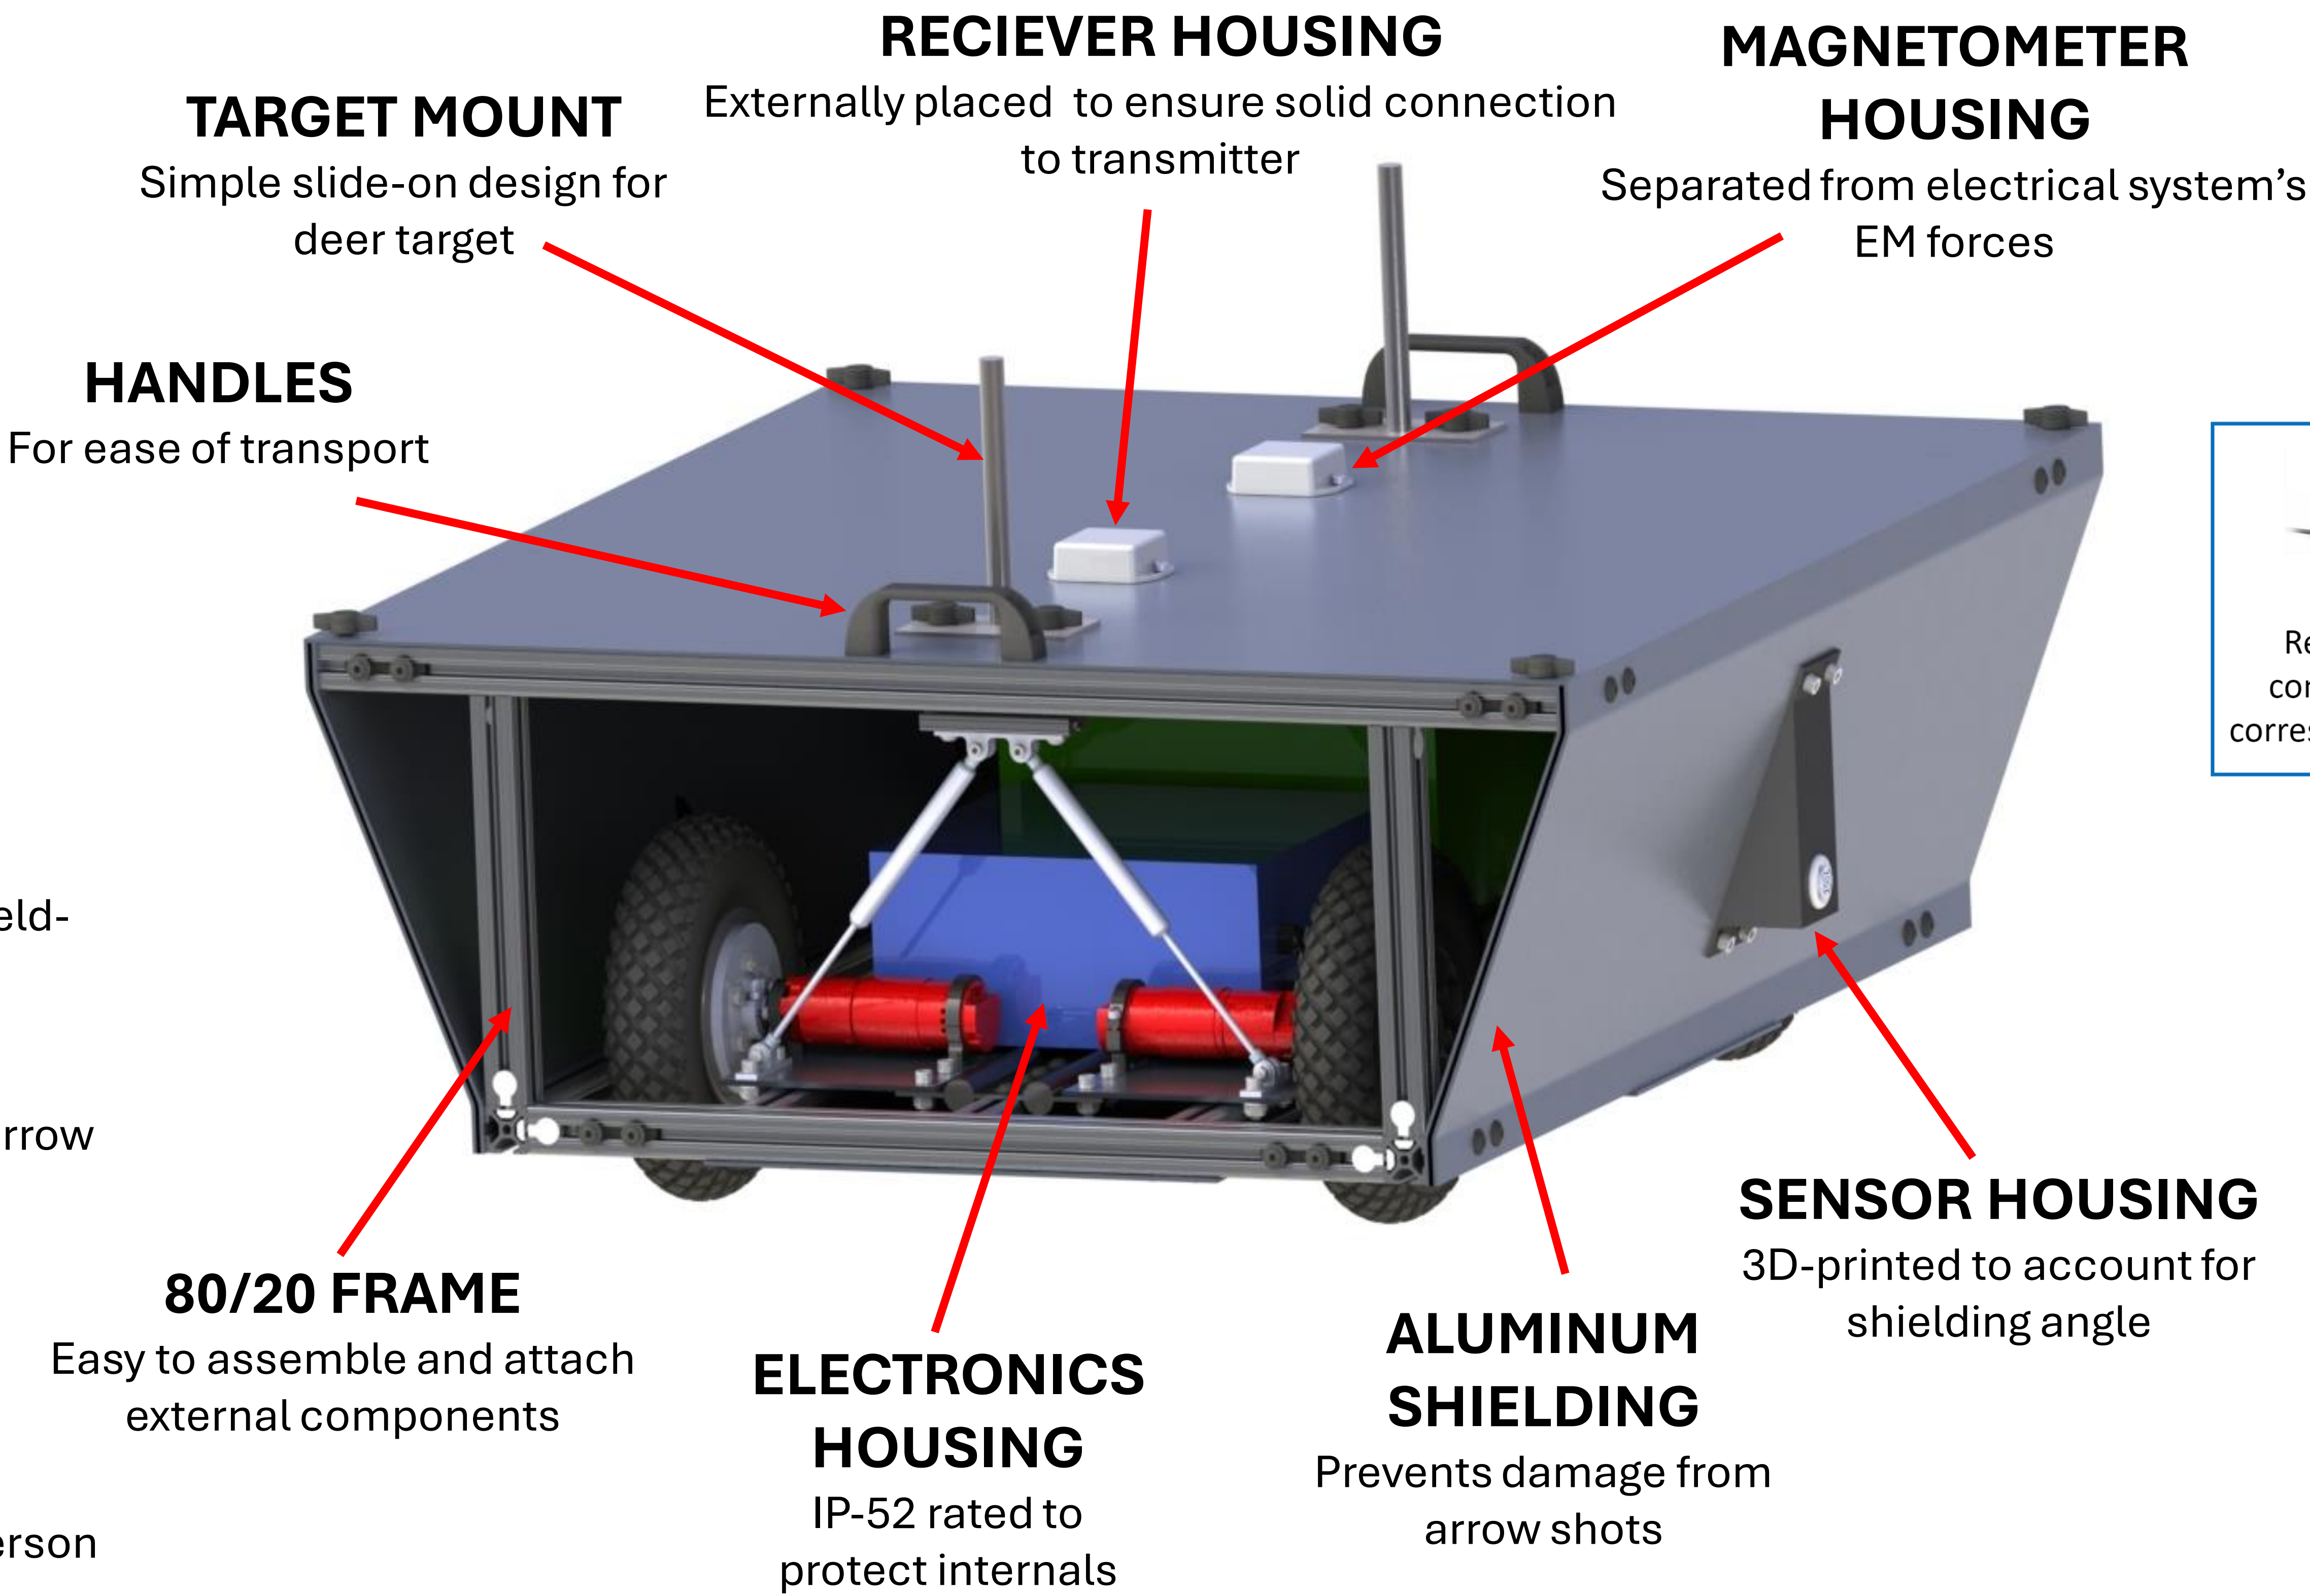 RECIEVER HOUSING
Externally placed to ensure solid connection
to transmitter
MAGNETOMETER
HOUSING
Separated from electrical system’s
EM forces
TARGET MOUNT
Simple slide-on design for
deer target
HANDLES
For ease of transport
80/20 FRAME
Easy to assemble and attach
external components
ELECTRONICS
HOUSING
IP-52 rated to
protect internals
ALUMINUM
SHIELDING
Prevents damage from
arrow shots
SENSOR HOUSING
3D-printed to account for
shielding angle
eld-
rrow
erson
Re
cor
corres